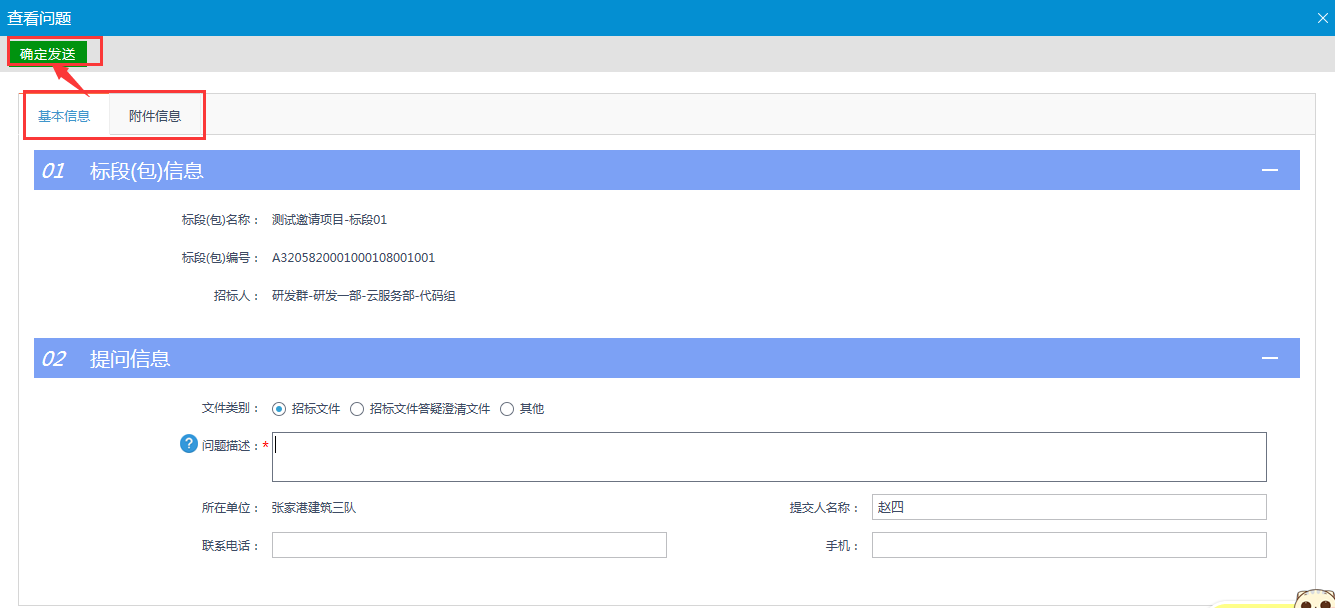 查看问题
确定发送
基本信息 附件信息
01 标段(包)信息
标段(包)名称： 测试邀请项目-标段01
标段(包)编号： A3205820001000108001001
招标人： 研发群-研发一部-云服务部-代码组
02 提问信息
文件类别： 招标文件 招标文件答疑澄清文件 其他
? 问题描述：*
所在单位： 张家港建筑三队 提交人名称： 赵四
联系电话： 手机：